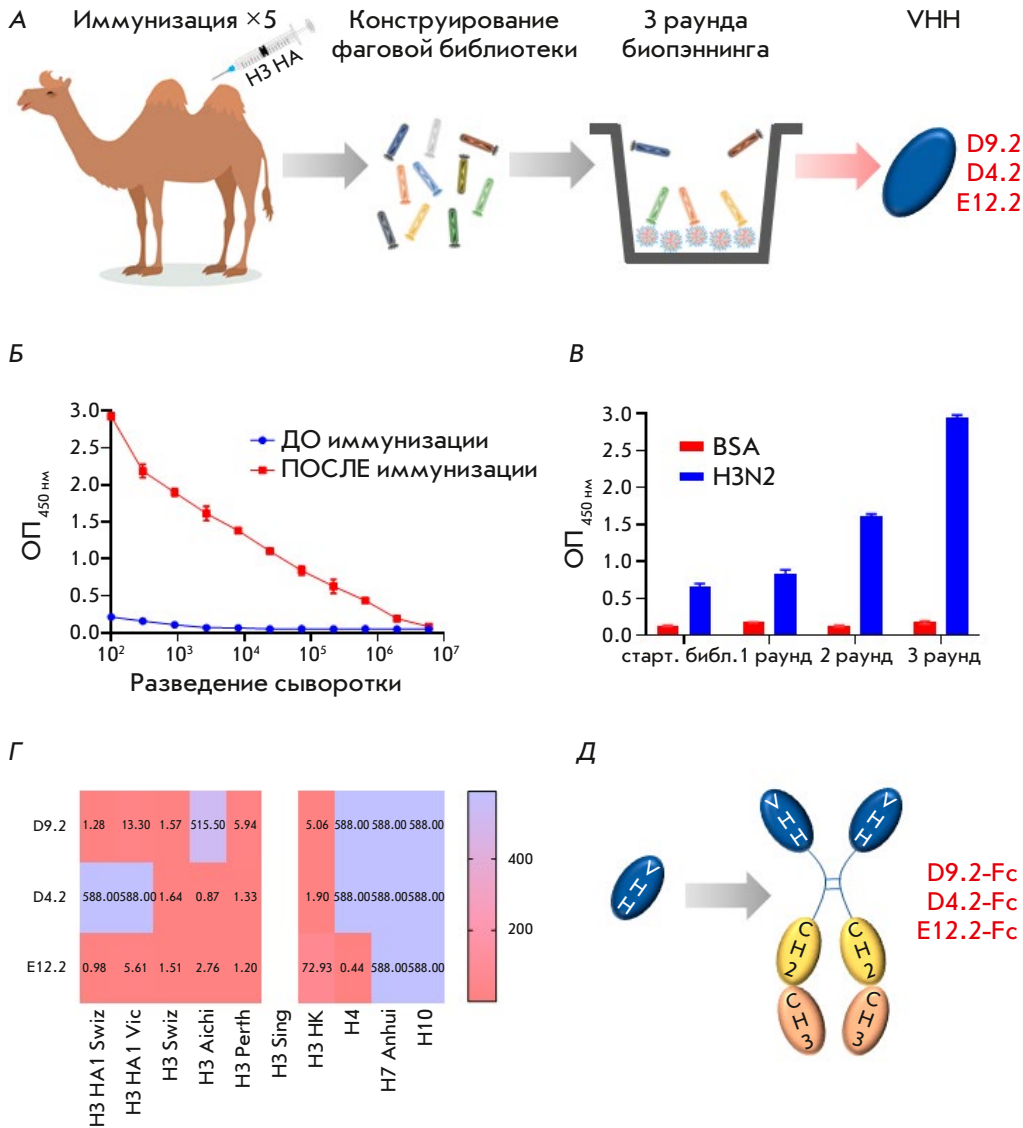 А
Иммунизация ×5
H3 HA
Конструирование
фаговой библиотеки
3 раунда
биопэннинга
VHH
D9.2
D4.2
E12.2
Б
3.0
2.5
2.0
1.5
1.0
0.5
0.0
ОП450 нм
ДО иммунизации
ПОСЛЕ иммунизации
10² 10³ 10⁴ 10⁵ 10⁶ 10⁷
Разведение сыворотки
В
3.0
2.5
2.0
1.5
1.0
0.5
0.0
ОП450 нм
BSA
H3N2
старт. библ. 1 раунд 2 раунд 3 раунд
Г
D9.2 1.28 13.30 1.57 515.50 5.94 5.06 588.00 588.00 588.00
D4.2 588.00 588.00 1.64 0.87 1.33 1.90 588.00 588.00 588.00
E12.2 0.98 5.61 1.51 2.76 1.20 72.93 0.44 588.00 588.00
H3 HA1 Swiz
H3 HA1 Vic
H3 Swiz
H3 Aichi
H3 Perth
H3 Sing
H3 HK
H4
H7 Anhui
H10
400
200
Д
VHH
VHH
VHH
CH2
CH2
CH3
CH3
D9.2-Fc
D4.2-Fc
E12.2-Fc